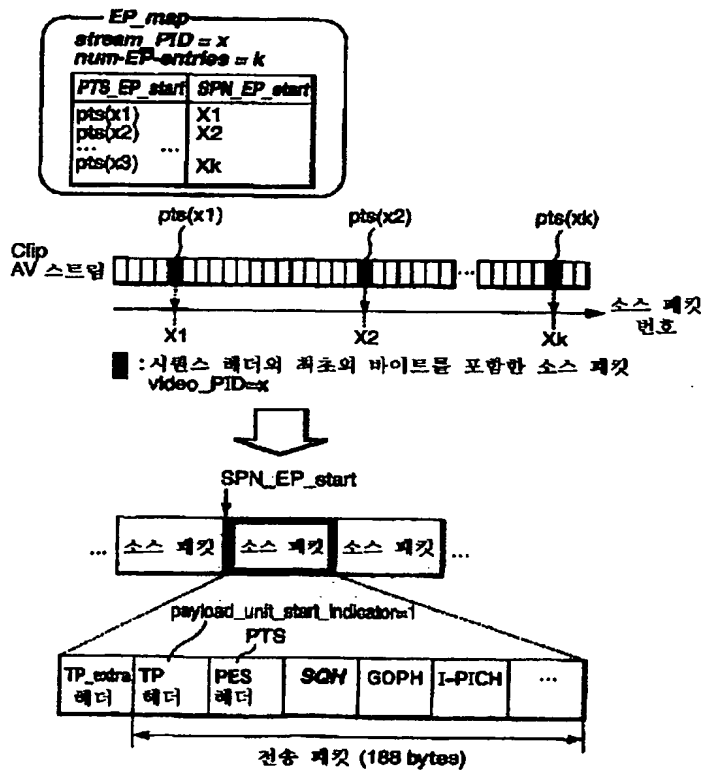 EP_map
stream_PID = x
num-EP-entries = k
PTS_EP_start SPN_EP_start
pts(x1) X1
pts(x2) X2
... ...
pts(x3) Xk
pts(x1) pts(x2) pts(xk)
Clip
AV 스트림
...
소스 패킷
번호
X1 X2 Xk
:시퀀스 헤더의 최초의 바이트를 포함한 소스 패킷
video_PID=x
SPN_EP_start
... 소스 패킷 소스 패킷 소스 패킷 ...
payload_unit_start_indicator=1
PTS
TP_extra 헤더 TP 헤더 PES 헤더 SQH GOPH I-PICH ...
전송 패킷 (188 bytes)